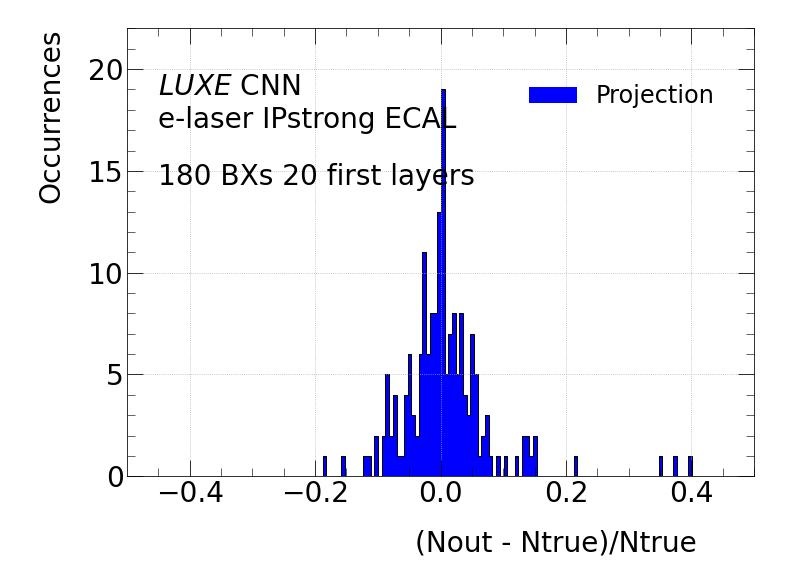 Occurrences
20
15
10
5
0
LUXE CNN
e-laser IPstrong ECAL
180 BXs 20 first layers
Projection
−0.4 −0.2 0.0 0.2 0.4
(Nout - Ntrue)/Ntrue